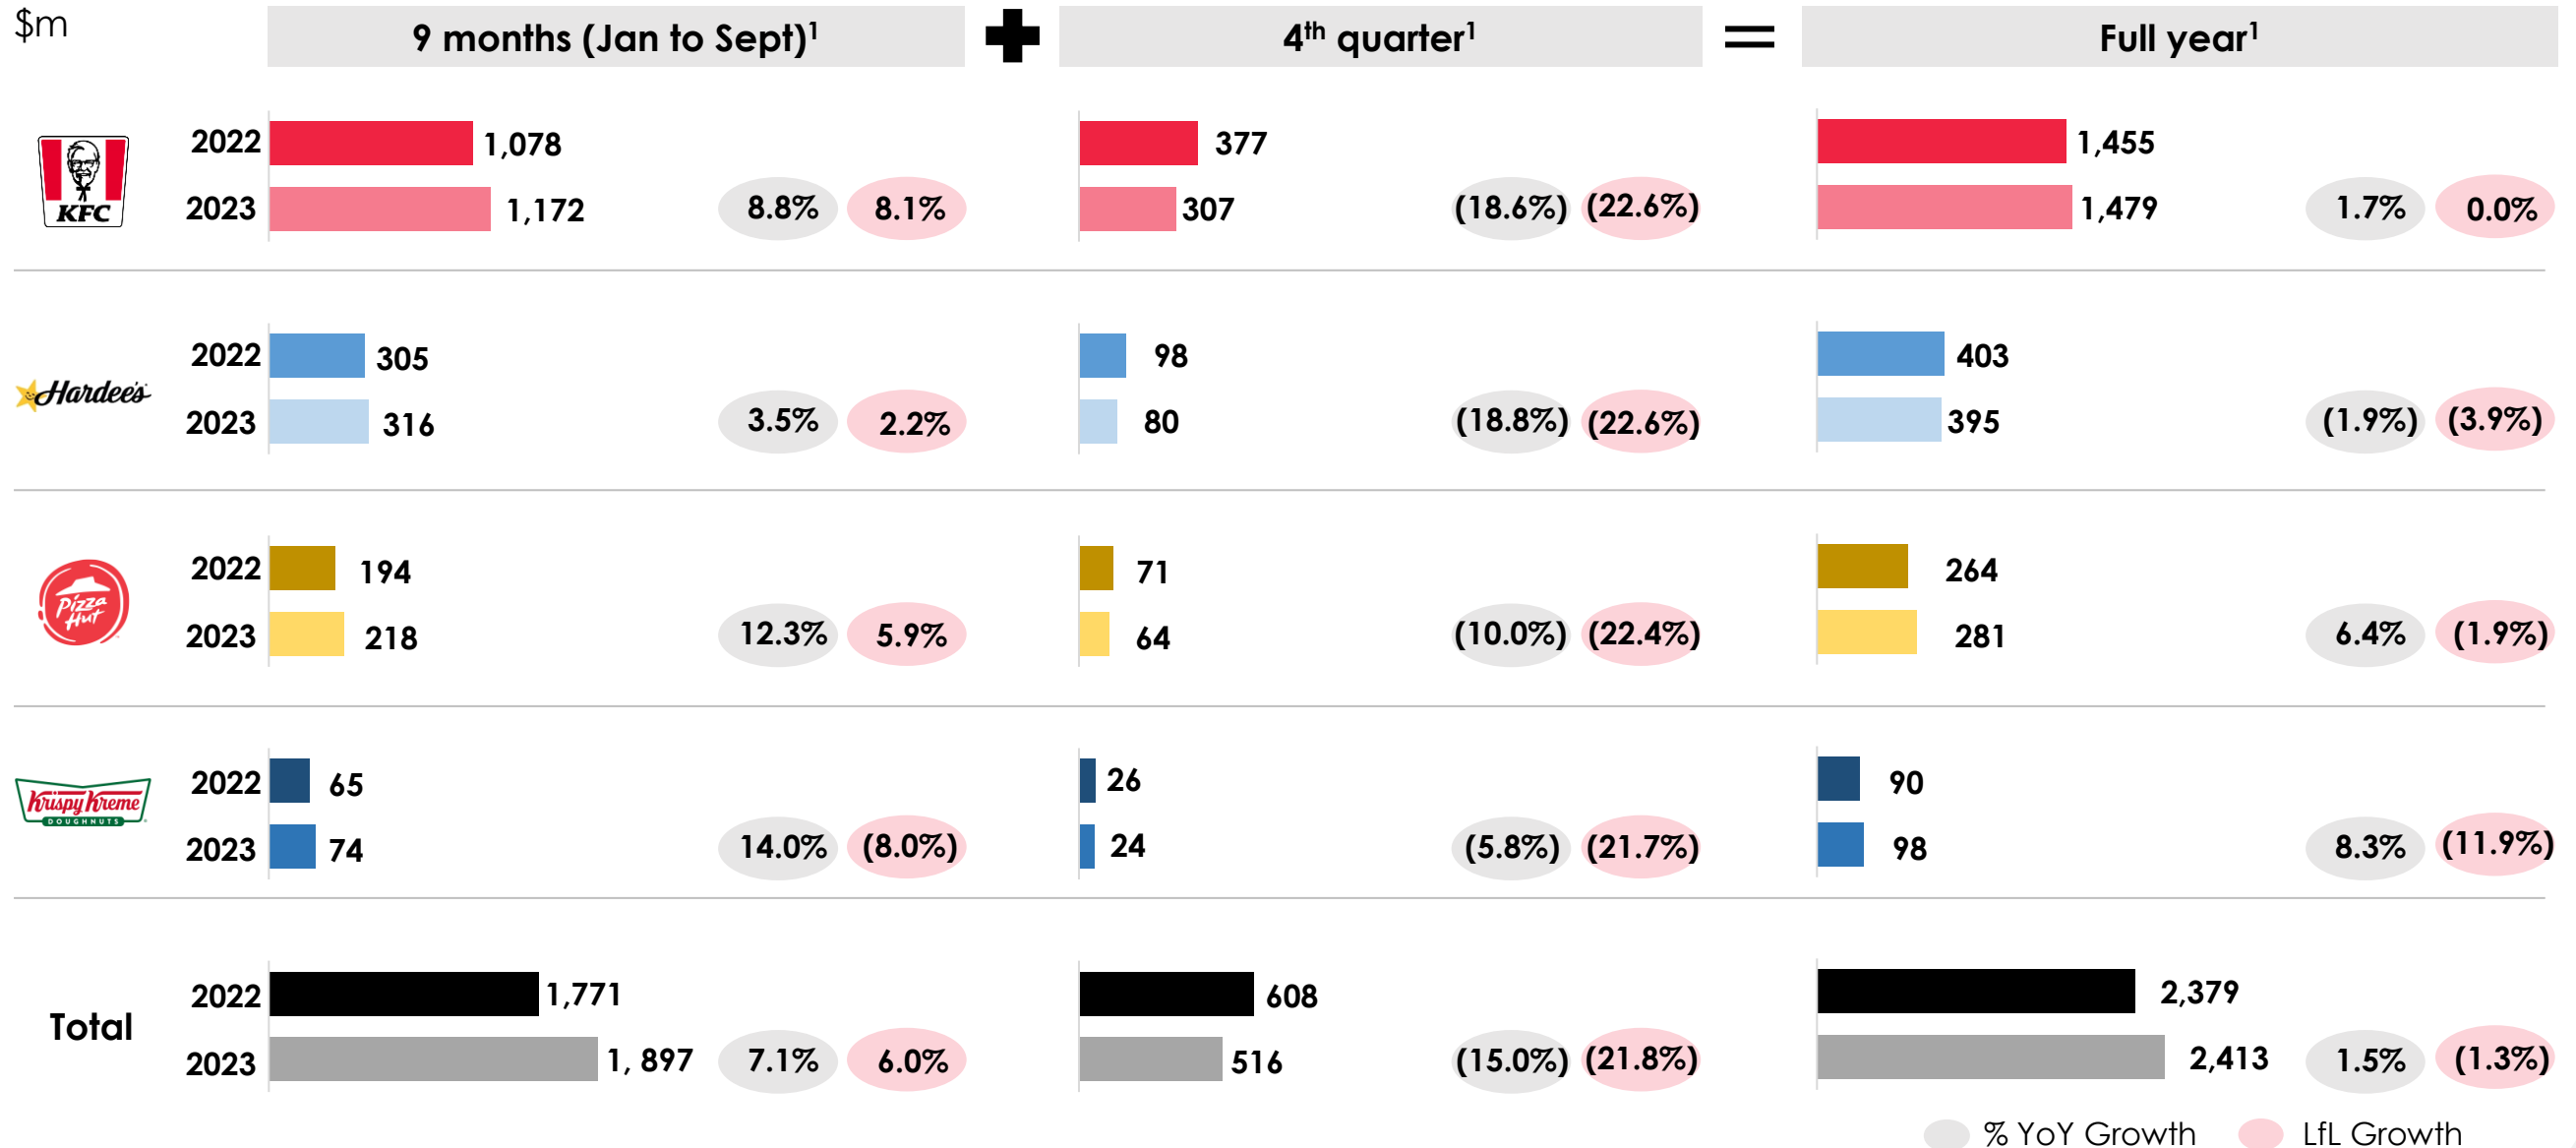 $m
9 months (Jan to Sept)¹
4th quarter¹
Full year¹
2022 1,078 377 1,455
KFC
2023 1,172 8.8% 8.1% 307 (18.6%) (22.6%) 1,479 1.7% 0.0%
2022 305 98 403
Hardee's
2023 316 3.5% 2.2% 80 (18.8%) (22.6%) 395 (1.9%) (3.9%)
2022 194 71 264
Pizza
Hut
2023 218 12.3% 5.9% 64 (10.0%) (22.4%) 281 6.4% (1.9%)
2022 65 26 90
Krispy Kreme
DOUGHNUTS
2023 74 14.0% (8.0%) 24 (5.8%) (21.7%) 98 8.3% (11.9%)
2022 1,771 608 2,379
Total
2023 1, 897 7.1% 6.0% 516 (15.0%) (21.8%) 2,413 1.5% (1.3%)
% YoY Growth LfL Growth